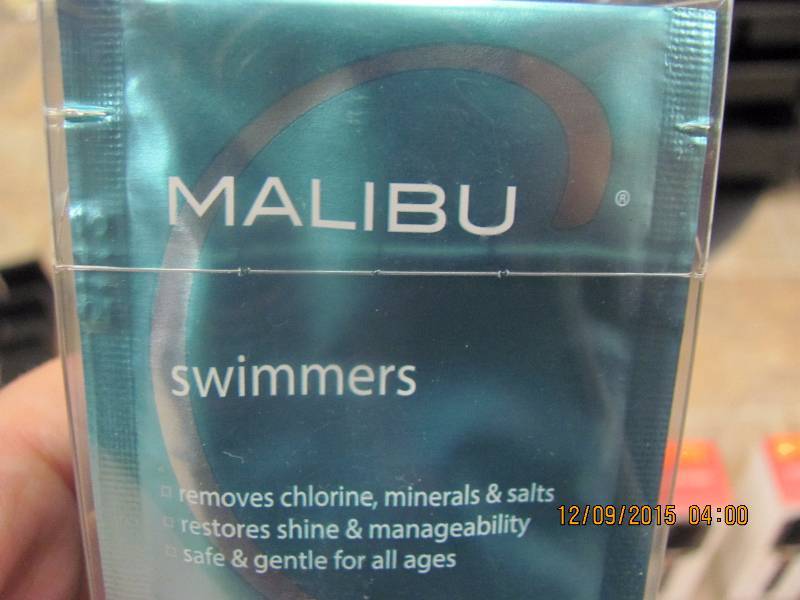 MALIBU ®
swimmers
removes chlorine, minerals & salts
restores shine & manageability
safe & gentle for all ages
12/09/2015 04:00